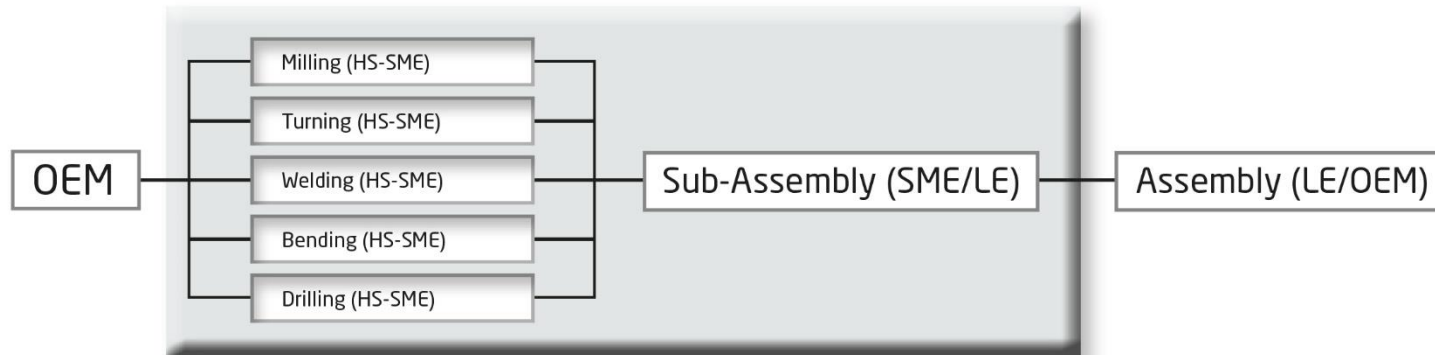 OEM
Milling (HS-SME)
Turning (HS-SME)
Welding (HS-SME)
Bending (HS-SME)
Drilling (HS-SME)
Sub-Assembly (SME/LE)
Assembly (LE/OEM)